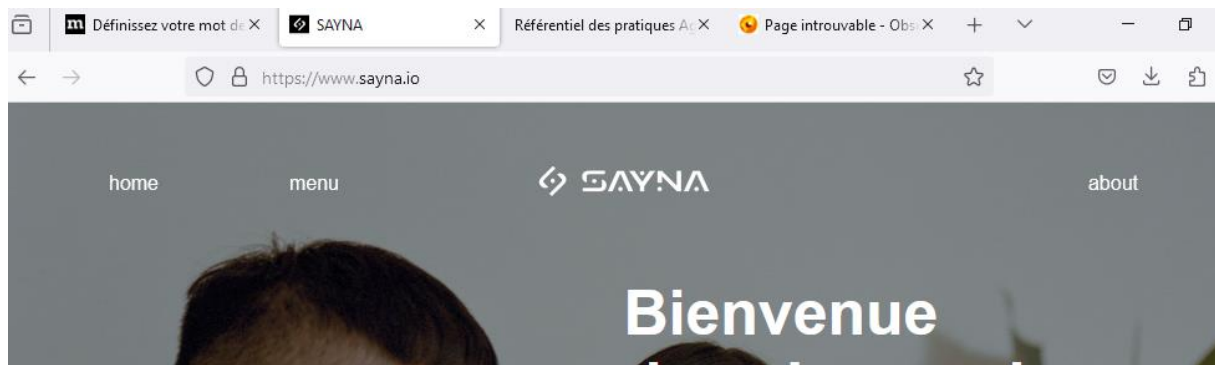 Définissez votre mot de SAYNA Référentiel des pratiques Ag Page introuvable - Obs
https://www.sayna.io
home menu SAYNA about
Bienvenue